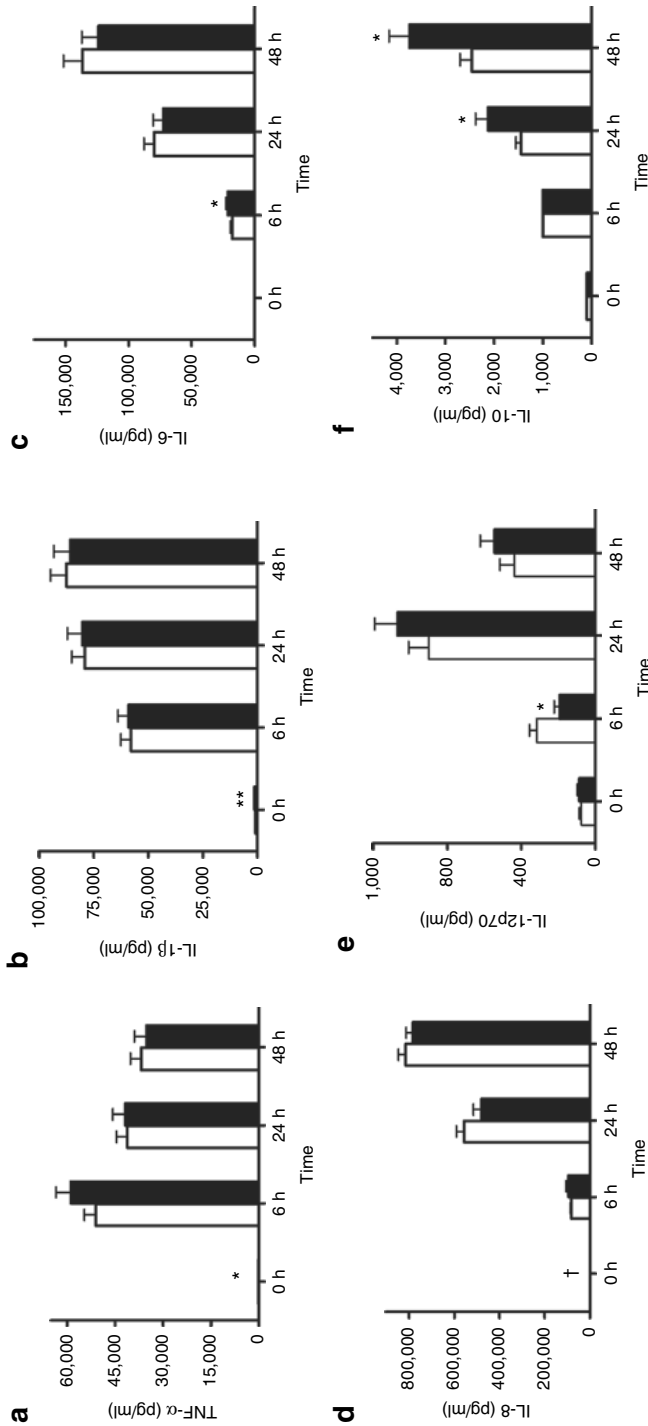 a
TNF-α (pg/ml)
60,000
45,000
30,000
15,000
0
*
0 h
6 h
24 h
48 h
Time
b
IL-1β (pg/ml)
100,000
75,000
50,000
25,000
0
**
0 h
6 h
24 h
48 h
Time
c
IL-6 (pg/ml)
150,000
100,000
50,000
0
*
0 h
6 h
24 h
48 h
Time
d
IL-8 (pg/ml)
800,000
600,000
400,000
200,000
0
†
0 h
6 h
24 h
48 h
Time
e
IL-12p70 (pg/ml)
1,000
800
400
0
*
0 h
6 h
24 h
48 h
Time
f
IL-10 (pg/ml)
4,000
3,000
2,000
1,000
0
*
*
0 h
6 h
24 h
48 h
Time